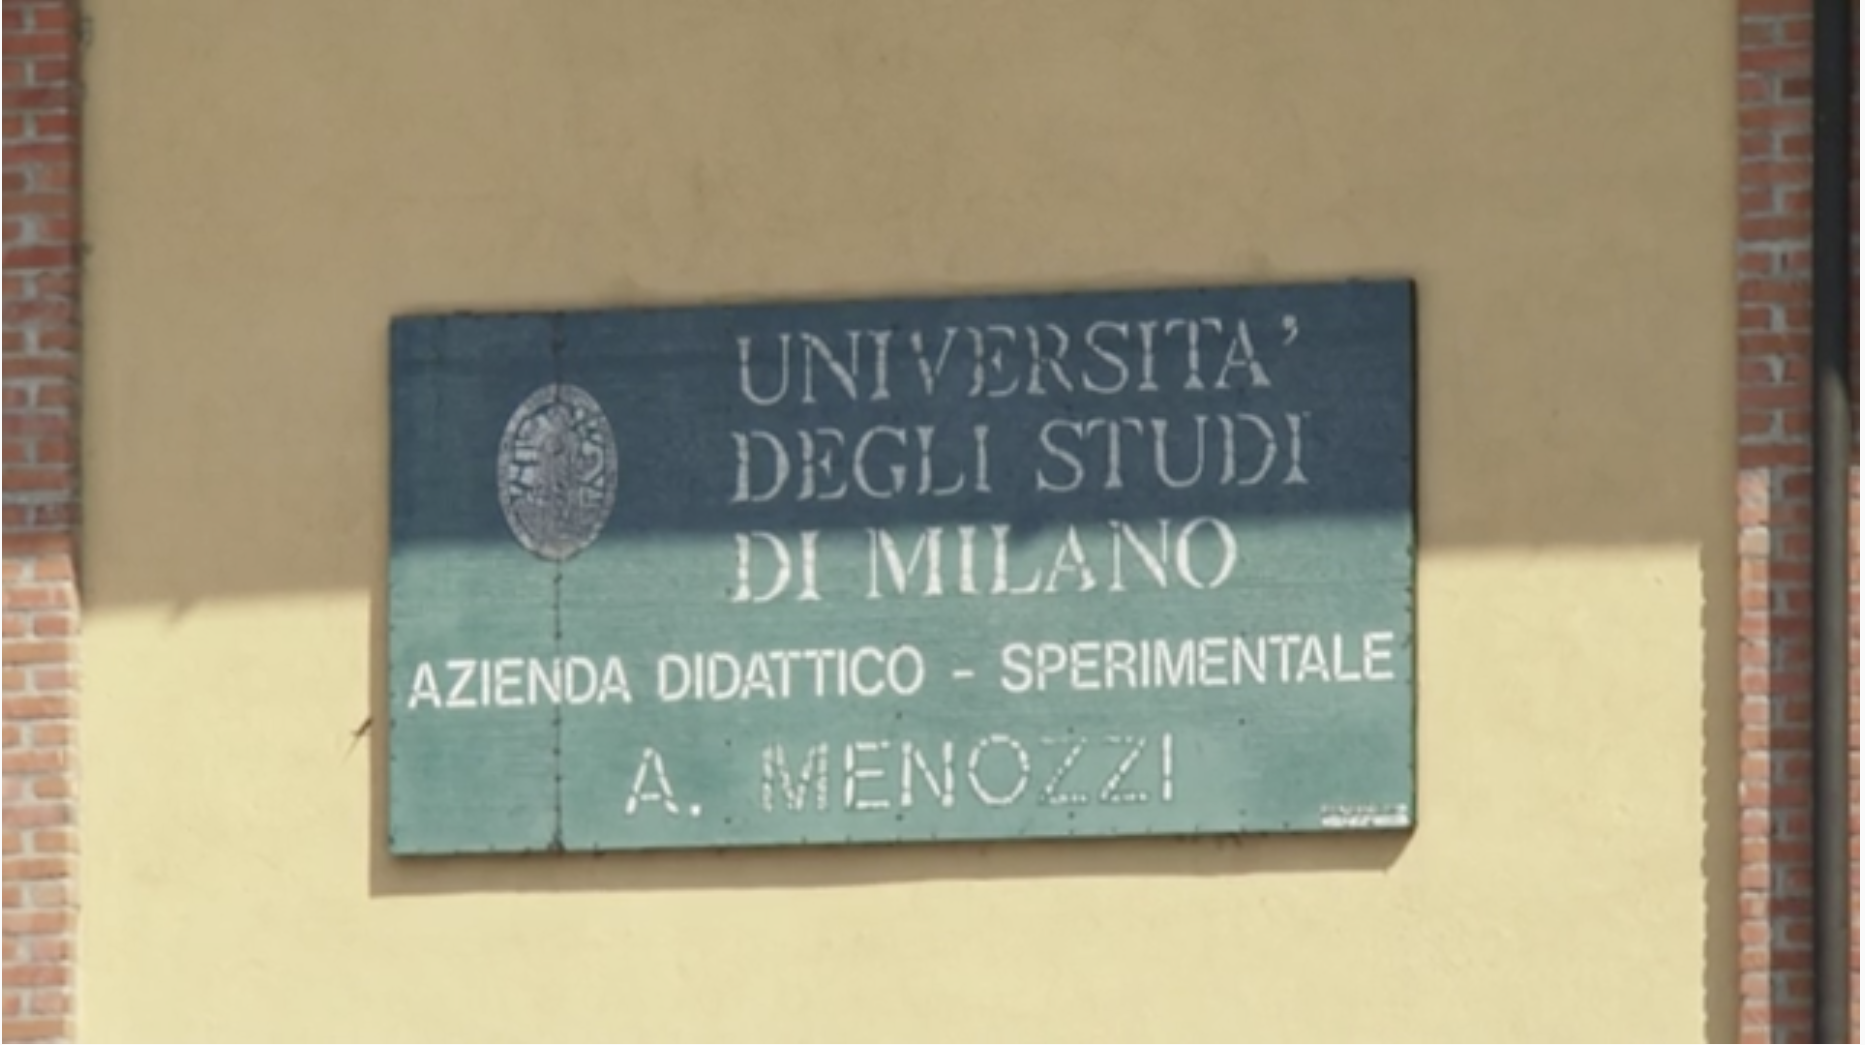 UNIVERSITA'
DEGLI STUDI
DI MILANO
AZIENDA DIDATTICO - SPERIMENTALE
A. MENOZZI